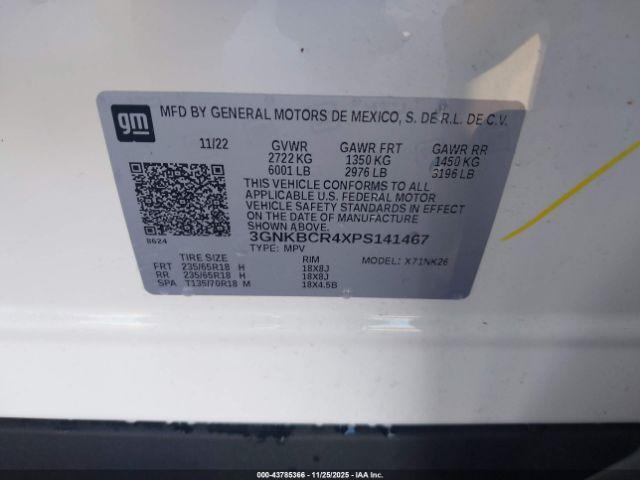 gm
MFD BY GENERAL MOTORS DE MEXICO, S. DE R.L. DE C.V.
11/22 GVWR GAWR FRT GAWR RR
2722 KG 1350 KG 1450 KG
6001 LB 2976 LB 3196 LB
THIS VEHICLE CONFORMS TO ALL
APPLICABLE U.S. FEDERAL MOTOR
VEHICLE SAFETY STANDARDS IN EFFECT
ON THE DATE OF MANUFACTURE
SHOWN ABOVE.
3GNKBCR4XPS141467
8624
TYPE: MPV MODEL: X71NK26
TIRE SIZE RIM
FRT 235/65R18 H 18X8J
RR 235/65R18 H 18X8J
SPA T135/70R18 M 18X4.5B
000-43785366 - 11/25/2025 - IAA Inc.